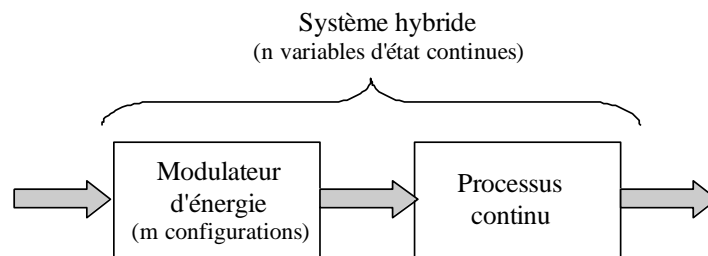 Système hybride
(n variables d'état continues)
Modulateur
d'énergie
(m configurations)
Processus
continu